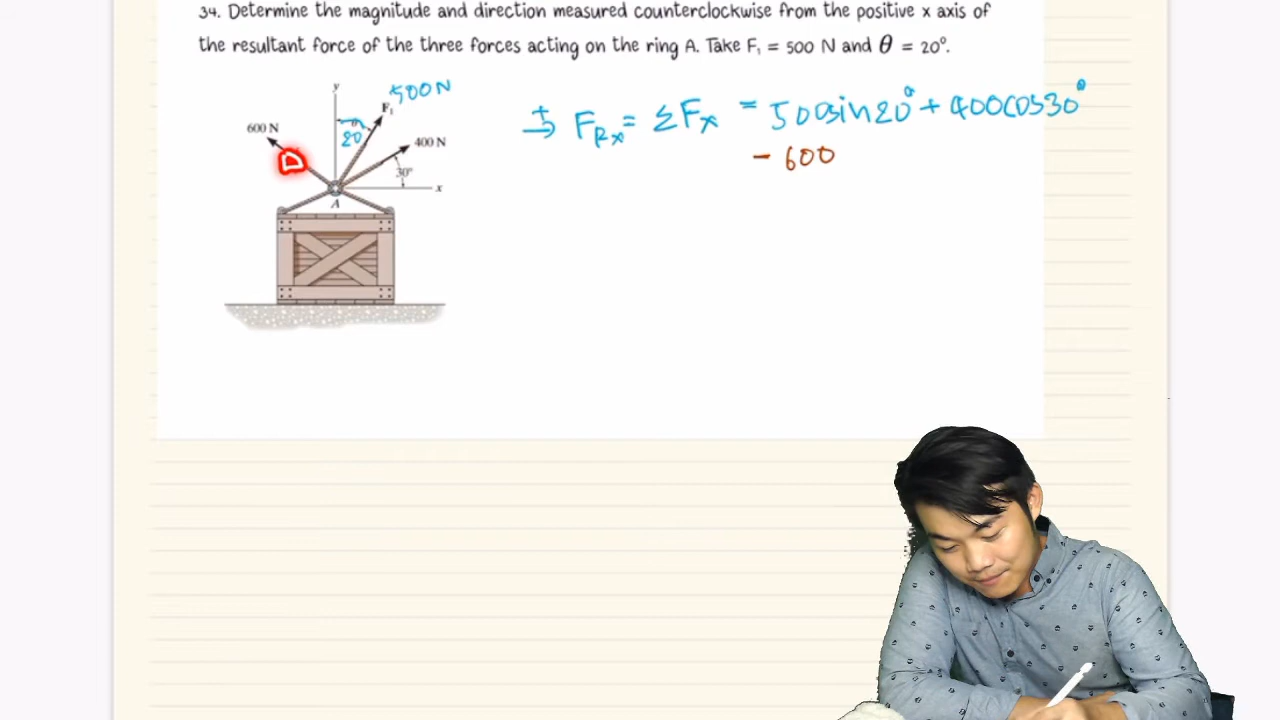 34. Determine the magnitude and direction measured counterclockwise from the positive x axis of
the resultant force of the three forces acting on the ring A. Take F₁ = 500 N and θ = 20°.
y
500 N
F₁
600 N
θ
20
400 N
30°
x
A
→+ F_Rx = ΣFx = 500sin20° + 400cos30°
- 600